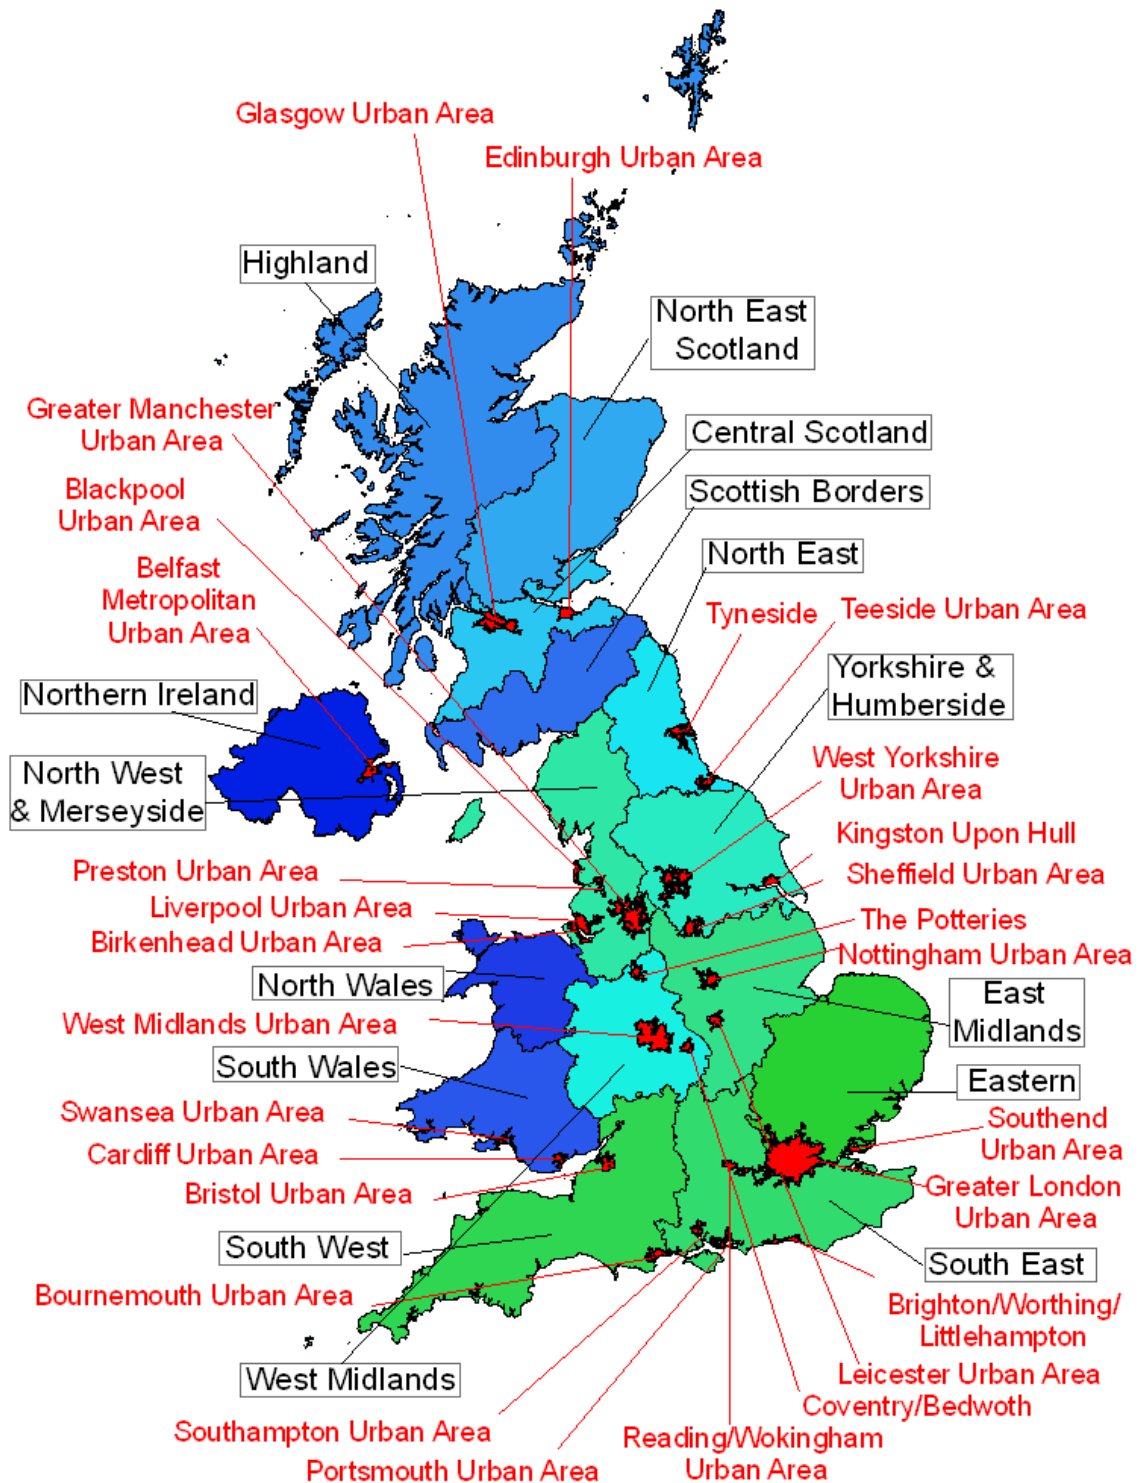 Glasgow Urban Area
Edinburgh Urban Area
Highland
North East
Scotland
Greater Manchester
Urban Area
Central Scotland
Blackpool
Urban Area
Scottish Borders
North East
Belfast
Metropolitan
Urban Area
Tyneside
Teeside Urban Area
Northern Ireland
Yorkshire &
Humberside
North West
& Merseyside
West Yorkshire
Urban Area
Kingston Upon Hull
Preston Urban Area
Sheffield Urban Area
Liverpool Urban Area
The Potteries
Birkenhead Urban Area
Nottingham Urban Area
North Wales
East
Midlands
West Midlands Urban Area
South Wales
Eastern
Swansea Urban Area
Southend
Urban Area
Cardiff Urban Area
Bristol Urban Area
Greater London
Urban Area
South West
South East
Bournemouth Urban Area
Brighton/Worthing/
Littlehampton
West Midlands
Leicester Urban Area
Coventry/Bedwoth
Southampton Urban Area
Reading/Wokingham
Urban Area
Portsmouth Urban Area